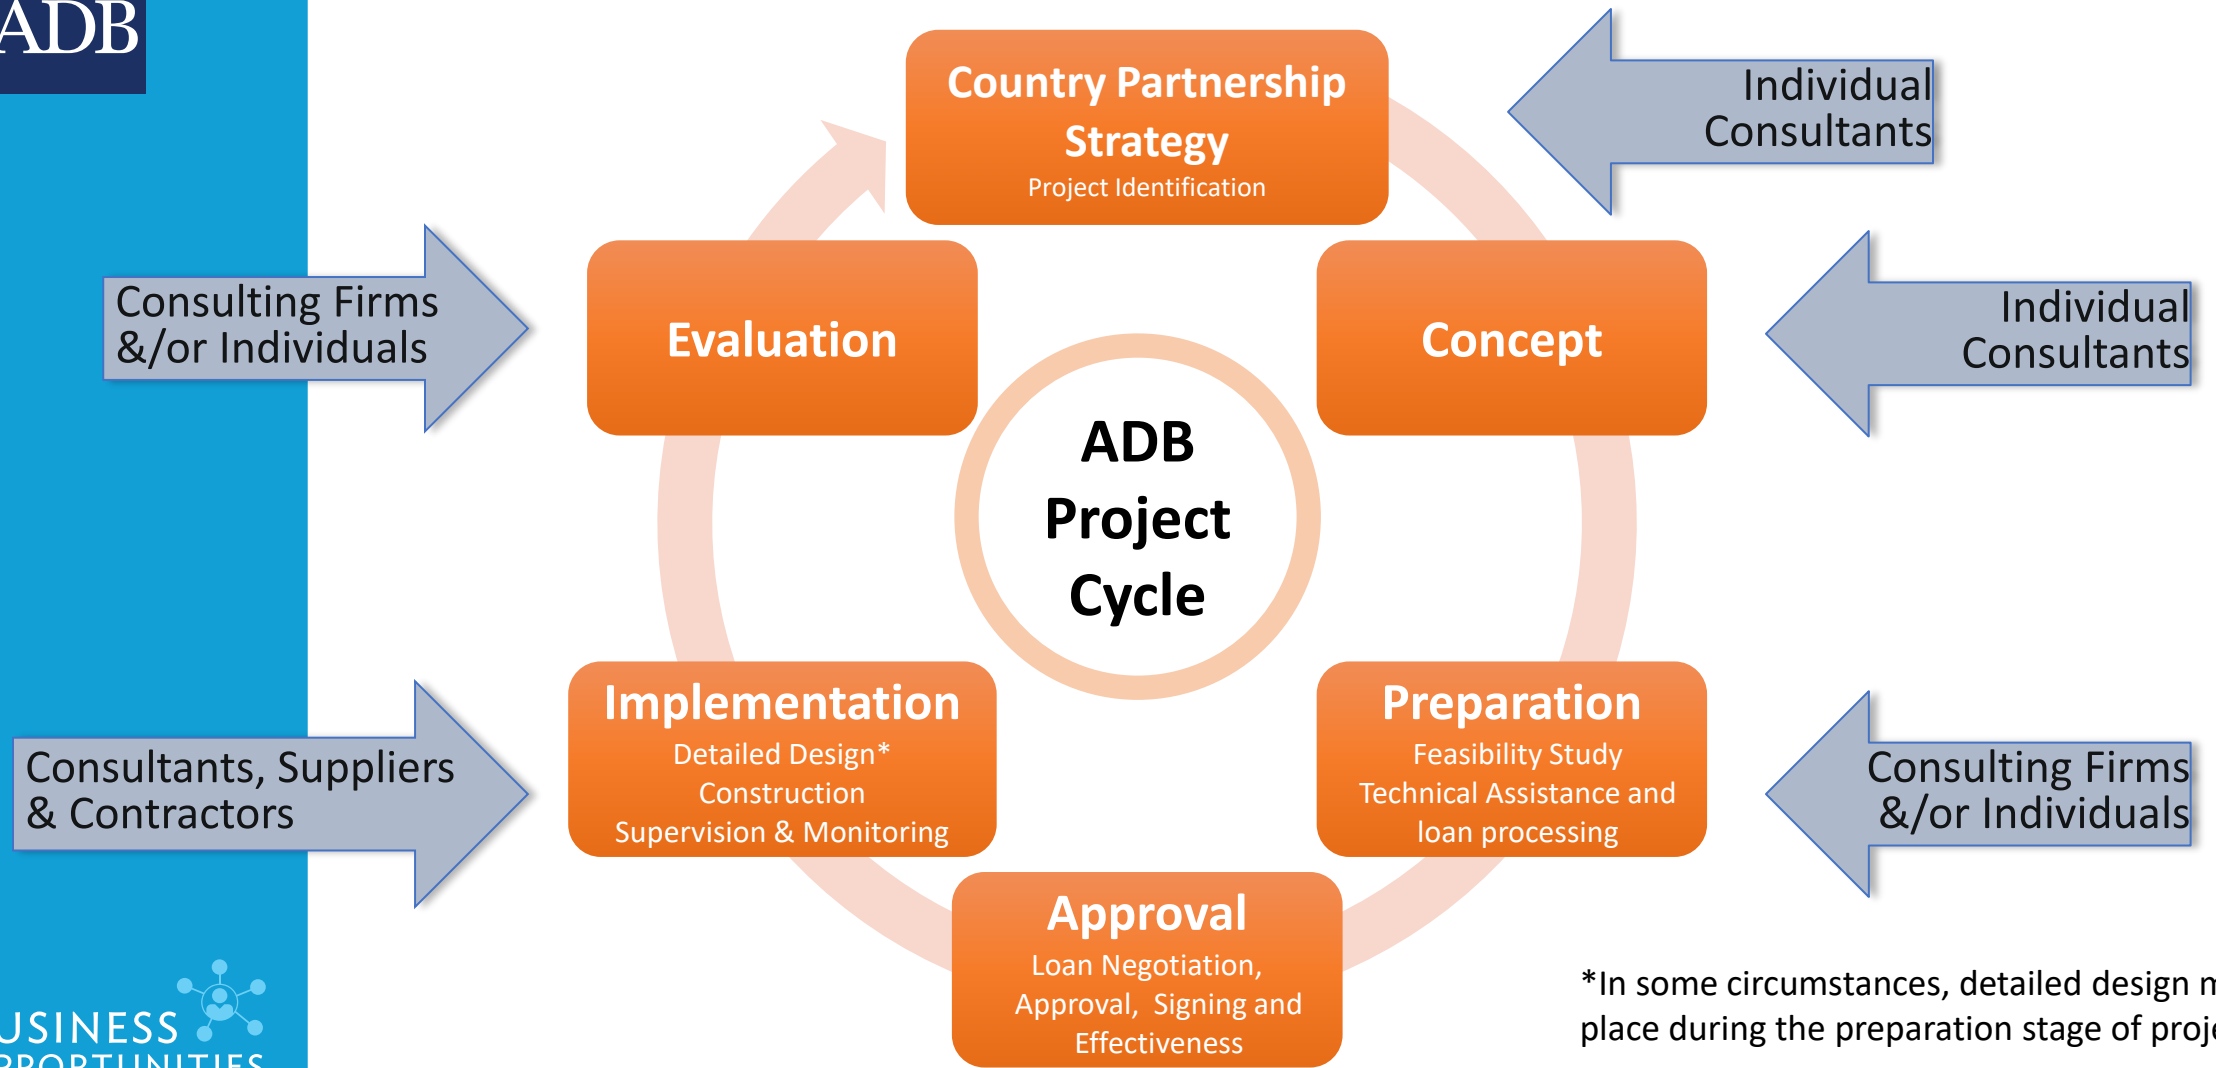 ADB
Country Partnership
Strategy
Project Identification
Individual
Consultants
Consulting Firms
&/or Individuals
Evaluation
Concept
Individual
Consultants
ADB
Project
Cycle
Implementation
Detailed Design*
Construction
Supervision & Monitoring
Preparation
Feasibility Study
Technical Assistance and
loan processing
Consultants, Suppliers
& Contractors
Consulting Firms
&/or Individuals
Approval
Loan Negotiation,
Approval, Signing and
Effectiveness
*In some circumstances, detailed design
place during the preparation stage of